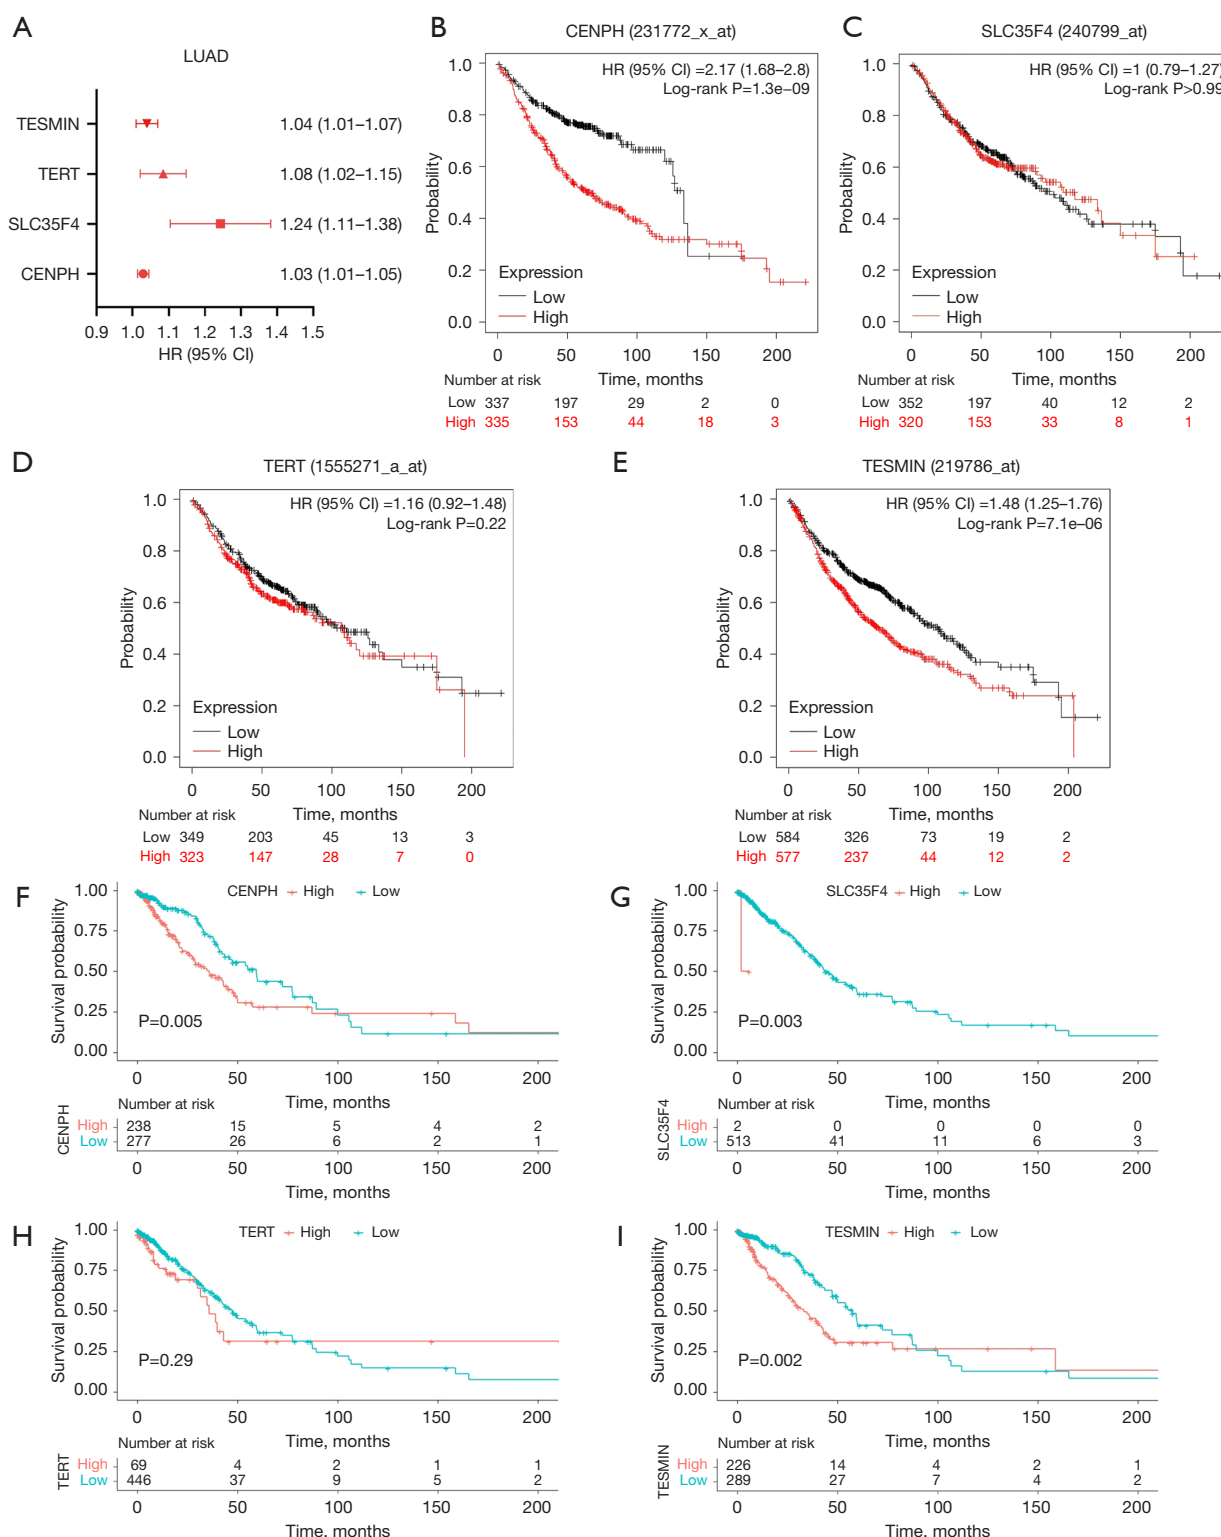 A
LUAD
TESMIN 1.04 (1.01–1.07)
TERT 1.08 (1.02–1.15)
SLC35F4 1.24 (1.11–1.38)
CENPH 1.03 (1.01–1.05)
0.9 1.0 1.1 1.2 1.3 1.4 1.5
HR (95% CI)
B
CENPH (231772_x_at)
HR (95% CI) =2.17 (1.68–2.8)
Log-rank P=1.3e–09
Probability
1.0
0.8
0.6
0.4
0.2
0.0
Expression
Low
High
0 50 100 150 200
Time, months
Number at risk
Low 337 197 29 2 0
High 335 153 44 18 3
C
SLC35F4 (240799_at)
HR (95% CI) =1 (0.79–1.27)
Log-rank P>0.99
Probability
1.0
0.8
0.6
0.4
0.2
0.0
Expression
Low
High
0 50 100 150 200
Time, months
Number at risk
Low 352 197 40 12 2
High 320 153 33 8 1
D
TERT (1555271_a_at)
HR (95% CI) =1.16 (0.92–1.48)
Log-rank P=0.22
Probability
1.0
0.8
0.6
0.4
0.2
0.0
Expression
Low
High
0 50 100 150 200
Time, months
Number at risk
Low 349 203 45 13 3
High 323 147 28 7 0
E
TESMIN (219786_at)
HR (95% CI) =1.48 (1.25–1.76)
Log-rank P=7.1e–06
Probability
1.0
0.8
0.6
0.4
0.2
0.0
Expression
Low
High
0 50 100 150 200
Time, months
Number at risk
Low 584 326 73 19 2
High 577 237 44 12 2
F
CENPH High Low
Survival probability
1.00
0.75
0.50
0.25
0.00
P=0.005
0 50 100 150 200
Time, months
Number at risk
CENPH
High 238 15 5 4 2
Low 277 26 6 2 1
Time, months
G
SLC35F4 High Low
Survival probability
1.00
0.75
0.50
0.25
0.00
P=0.003
0 50 100 150 200
Time, months
Number at risk
SLC35F4
High 2 0 0 0 0
Low 513 41 11 6 3
Time, months
H
TERT High Low
Survival probability
1.00
0.75
0.50
0.25
0.00
P=0.29
0 50 100 150 200
Time, months
Number at risk
TERT
High 69 4 2 1 1
Low 446 37 9 5 2
Time, months
I
TESMIN High Low
Survival probability
1.00
0.75
0.50
0.25
0.00
P=0.002
0 50 100 150 200
Time, months
Number at risk
TESMIN
High 226 14 4 2 1
Low 289 27 7 4 2
Time, months